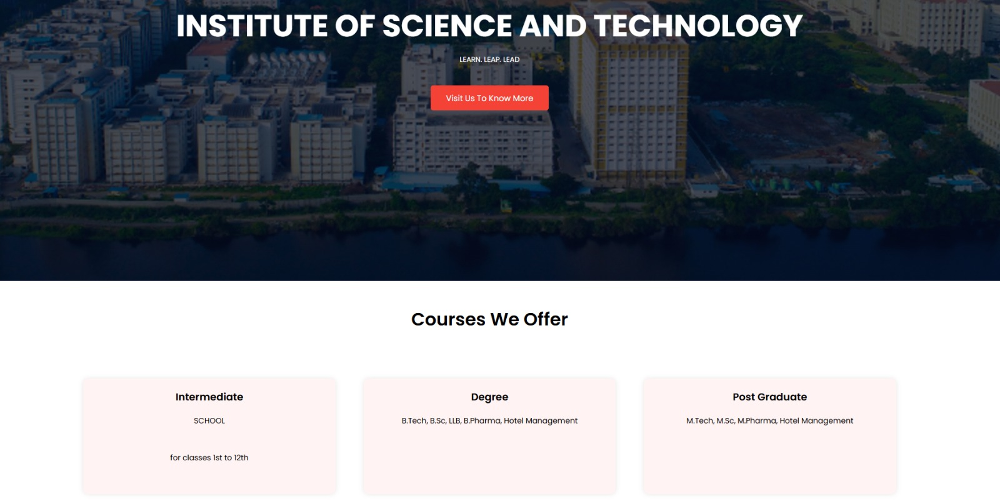 INSTITUTE OF SCIENCE AND TECHNOLOGY
LEARN. LEAP. LEAD
Visit Us To Know More
Courses We Offer
Intermediate
SCHOOL
for classes 1st to 12th
Degree
B.Tech, B.Sc, LLB, B.Pharma, Hotel Management
Post Graduate
M.Tech, M.Sc, M.Pharma, Hotel Management